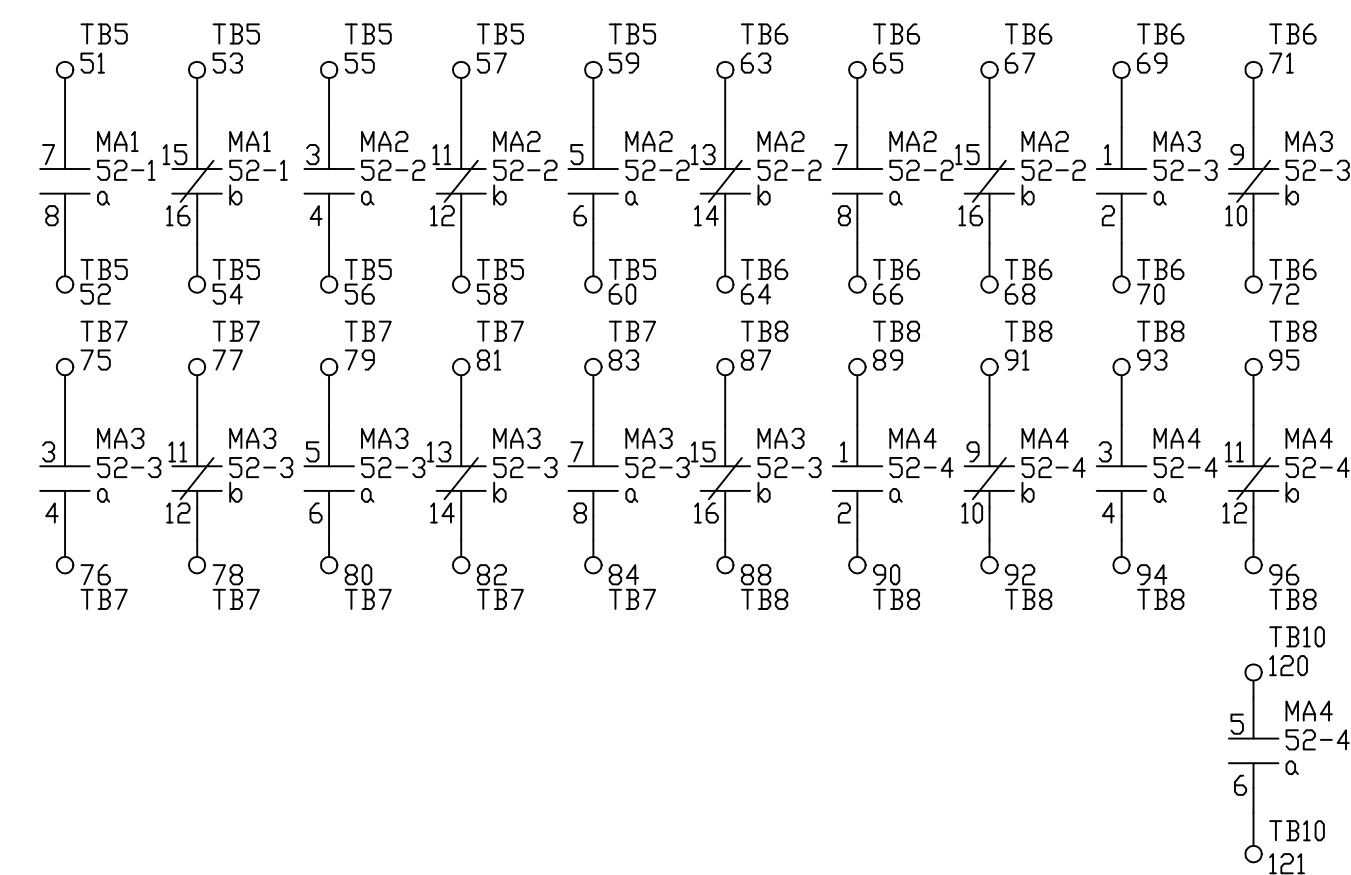 TB5 TB5 TB5 TB5 TB5 TB6 TB6 TB6 TB6 TB6
51 53 55 57 59 63 65 67 69 71
MA1 MA1 MA2 MA2 MA2 MA2 MA2 MA2 MA3 MA3
7 52-1 15 52-1 3 52-2 11 52-2 5 52-2 13 52-2 7 52-2 15 52-2 1 52-3 9 52-3
a b a b a b a b a b
8 16 4 12 6 14 8 16 2 10
TB5 TB5 TB5 TB5 TB5 TB6 TB6 TB6 TB6 TB6
52 54 56 58 60 64 66 68 70 72
TB7 TB7 TB7 TB7 TB7 TB8 TB8 TB8 TB8 TB8
75 77 79 81 83 87 89 91 93 95
MA3 MA3 MA3 MA3 MA3 MA3 MA4 MA4 MA4 MA4
3 52-3 11 52-3 5 52-3 13 52-3 7 52-3 15 52-3 1 52-4 9 52-4 3 52-4 11 52-4
a b a b a b a b a b
4 12 6 14 8 16 2 10 4 12
76 78 80 82 84 88 90 92 94 96
TB7 TB7 TB7 TB7 TB7 TB8 TB8 TB8 TB8 TB8
TB10
120
MA4
5 52-4
a
6
TB10
121